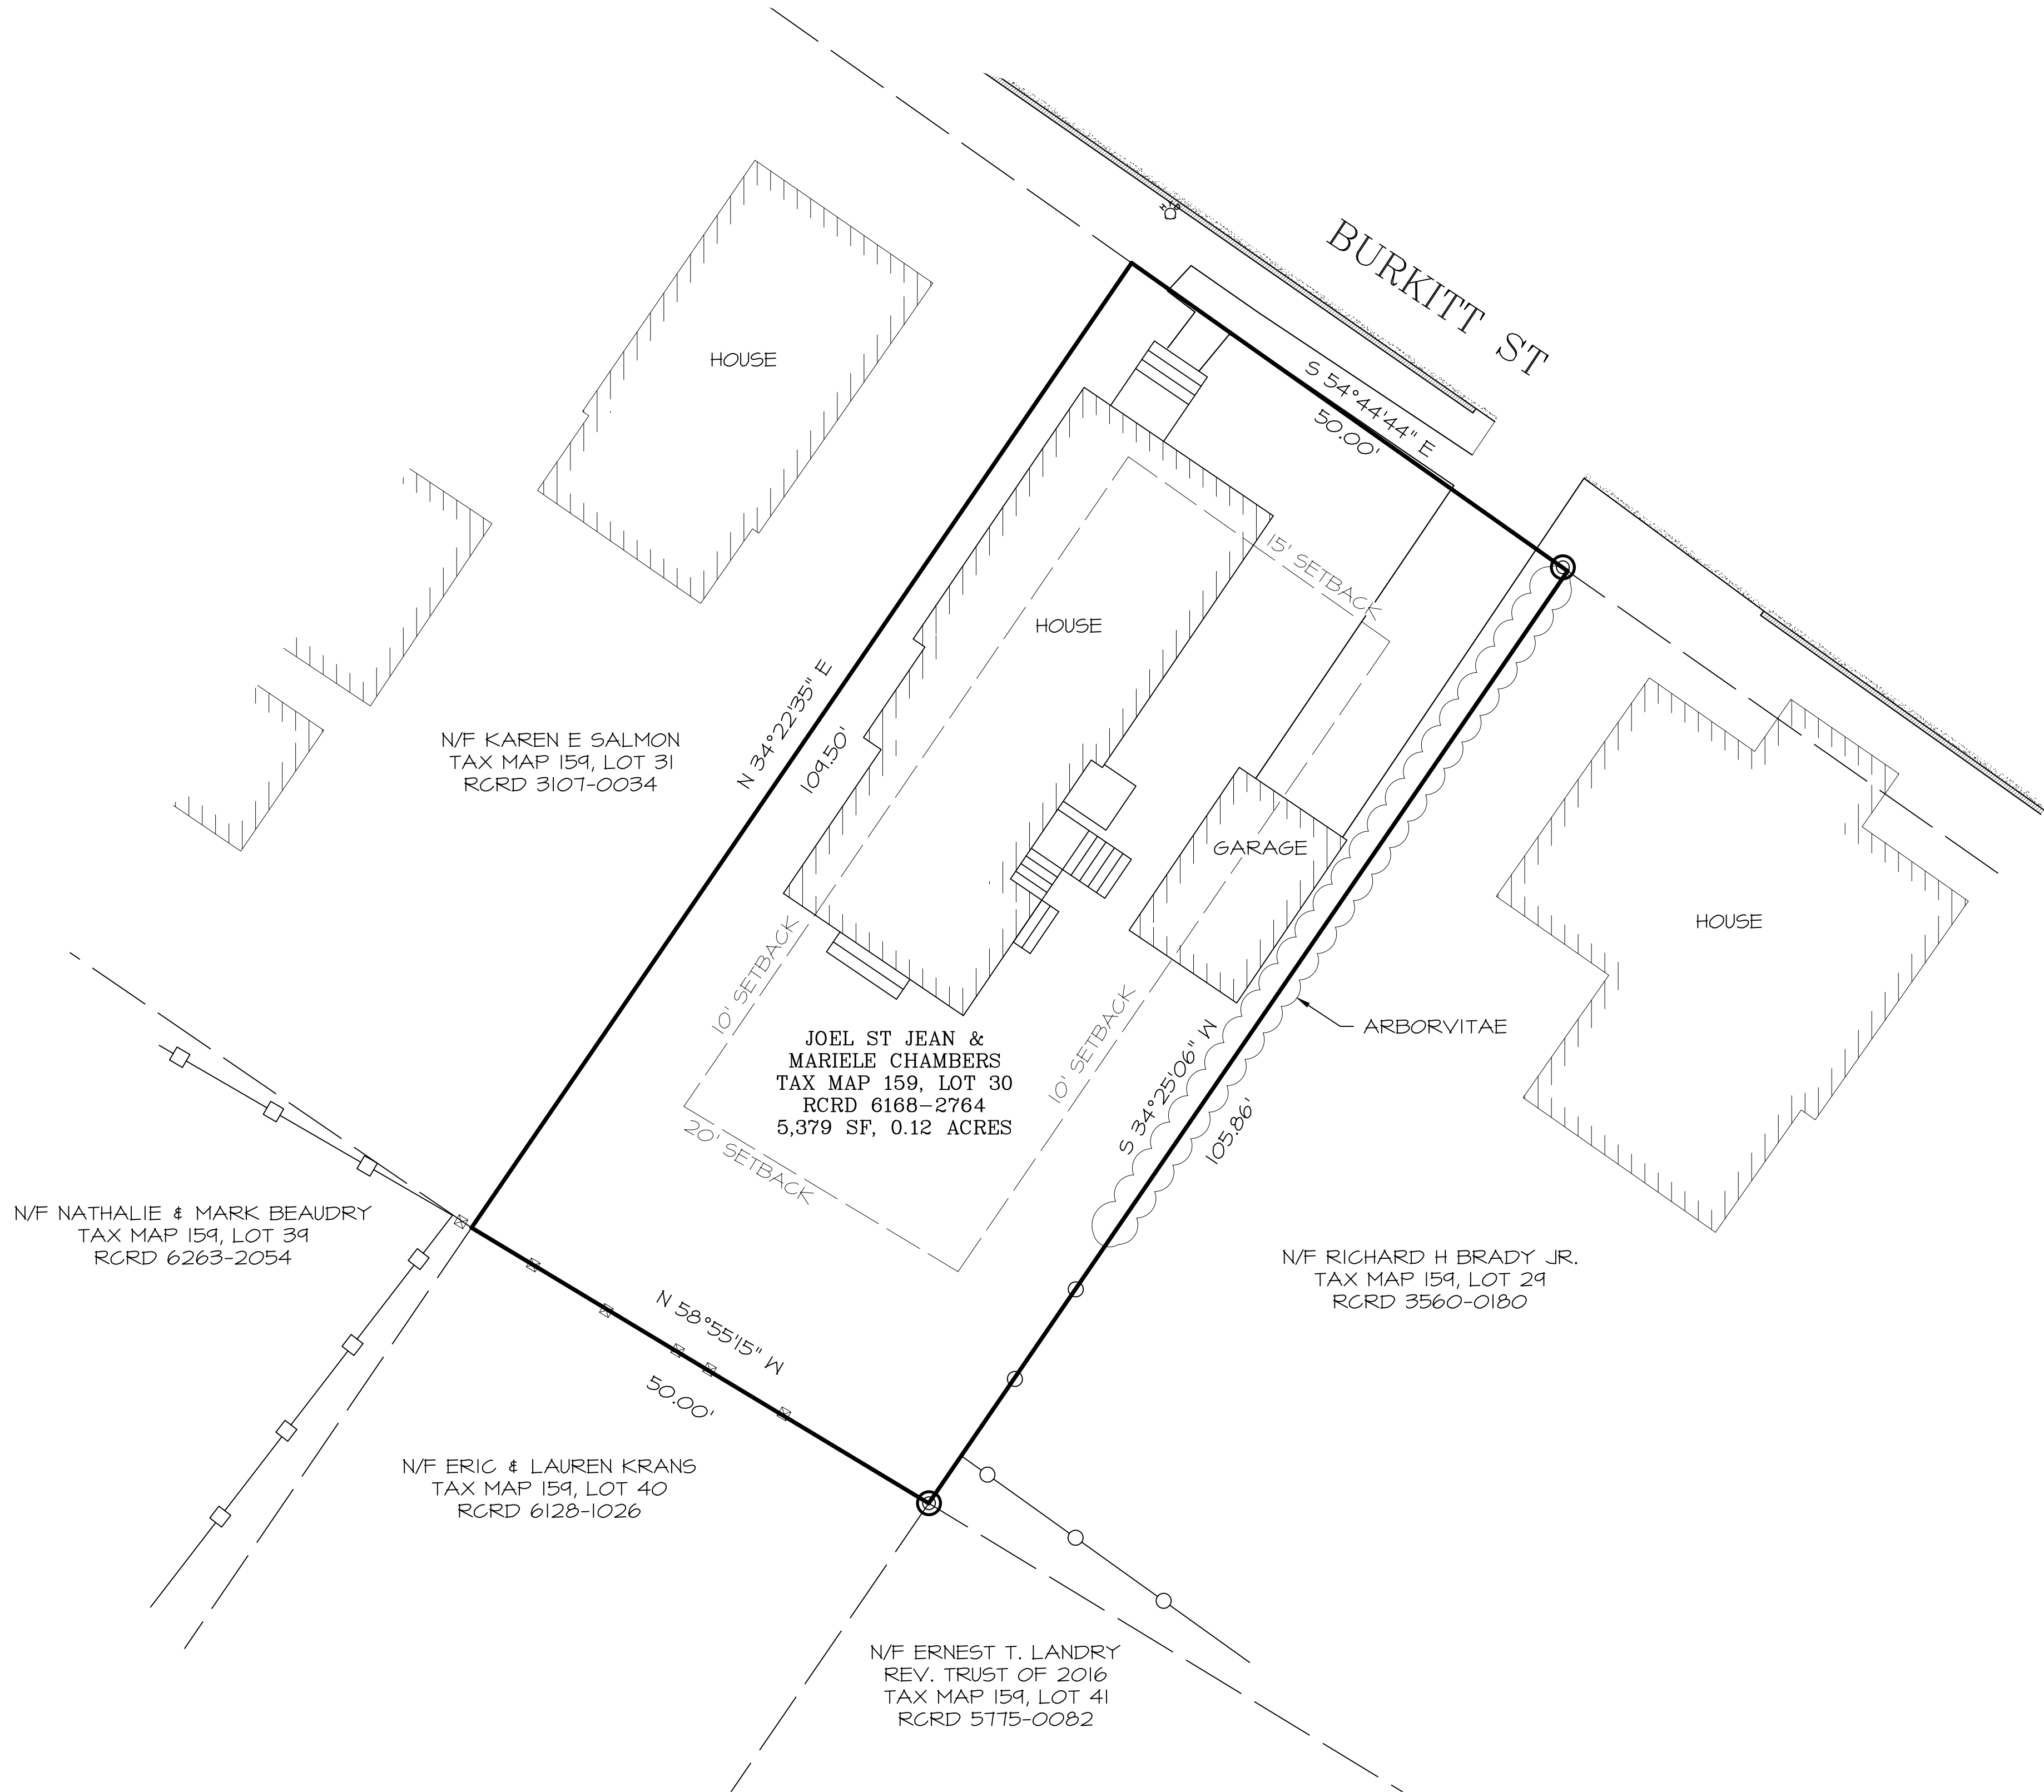 BURKITT ST
HOUSE
S 54°44'44" E
50.00'
15' SETBACK
HOUSE
N 34°22'35" E
109.50'
N/F KAREN E SALMON
TAX MAP 159, LOT 31
RCRD 3107-0034
GARAGE
HOUSE
10' SETBACK
10' SETBACK
ARBORVITAE
JOEL ST JEAN &
MARIELE CHAMBERS
TAX MAP 159, LOT 30
RCRD 6168-2764
5,379 SF, 0.12 ACRES
S 34°25'06" W
105.86'
20' SETBACK
N/F NATHALIE & MARK BEAUDRY
TAX MAP 159, LOT 39
RCRD 6263-2054
N/F RICHARD H BRADY JR.
TAX MAP 159, LOT 29
RCRD 3560-0180
N 58°55'15" W
50.00'
N/F ERIC & LAUREN KRANS
TAX MAP 159, LOT 40
RCRD 6128-1026
N/F ERNEST T. LANDRY
REV. TRUST OF 2016
TAX MAP 159, LOT 41
RCRD 5775-0082